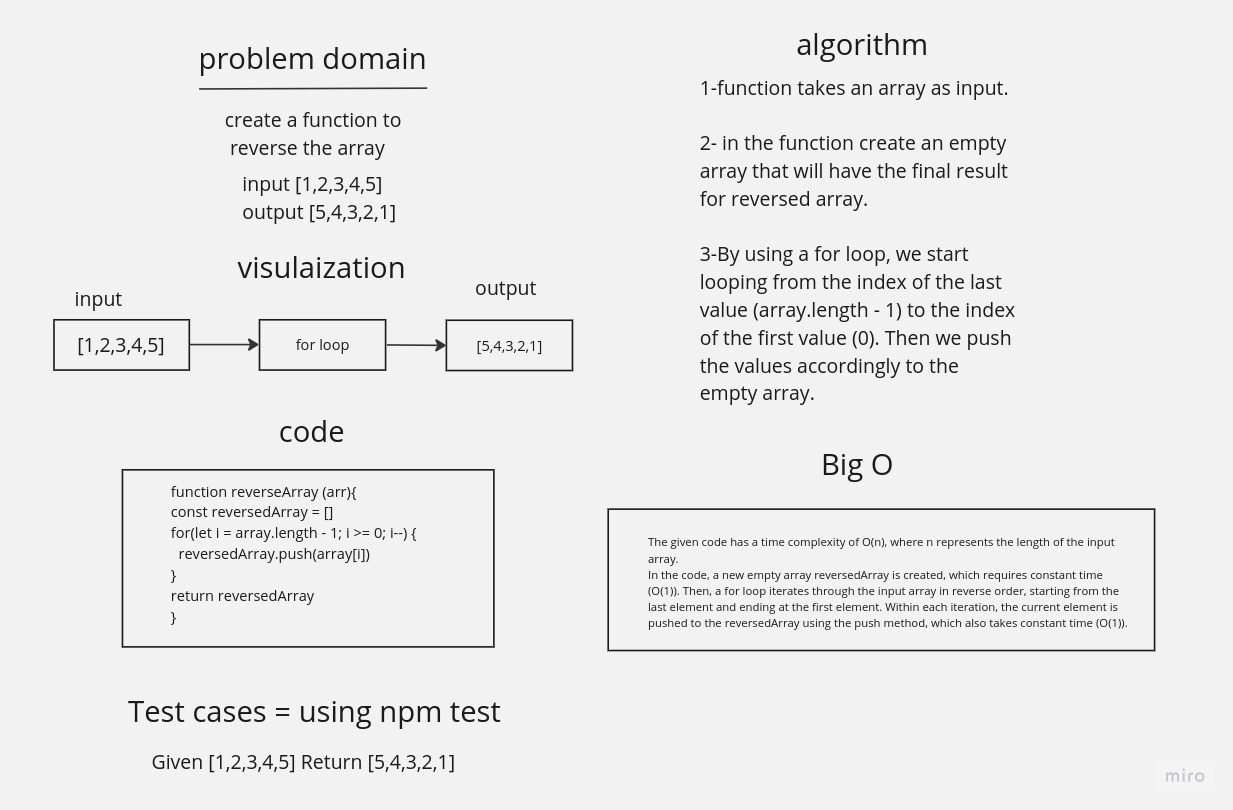 problem domain
create a function to
reverse the array
input [1,2,3,4,5]
output [5,4,3,2,1]
visulaization
input
output
[1,2,3,4,5]
for loop
[5,4,3,2,1]
code
function reverseArray (arr){
const reversedArray = []
for(let i = array.length - 1; i >= 0; i--) {
reversedArray.push(array[i])
}
return reversedArray
}
Test cases = using npm test
Given [1,2,3,4,5] Return [5,4,3,2,1]
algorithm
1-function takes an array as input.
2- in the function create an empty
array that will have the final result
for reversed array.
3-By using a for loop, we start
looping from the index of the last
value (array.length - 1) to the index
of the first value (0). Then we push
the values accordingly to the
empty array.
Big O
The given code has a time complexity of O(n), where n represents the length of the input
array.
In the code, a new empty array reversedArray is created, which requires constant time
(O(1)). Then, a for loop iterates through the input array in reverse order, starting from the
last element and ending at the first element. Within each iteration, the current element is
pushed to the reversedArray using the push method, which also takes constant time (O(1)).
miro